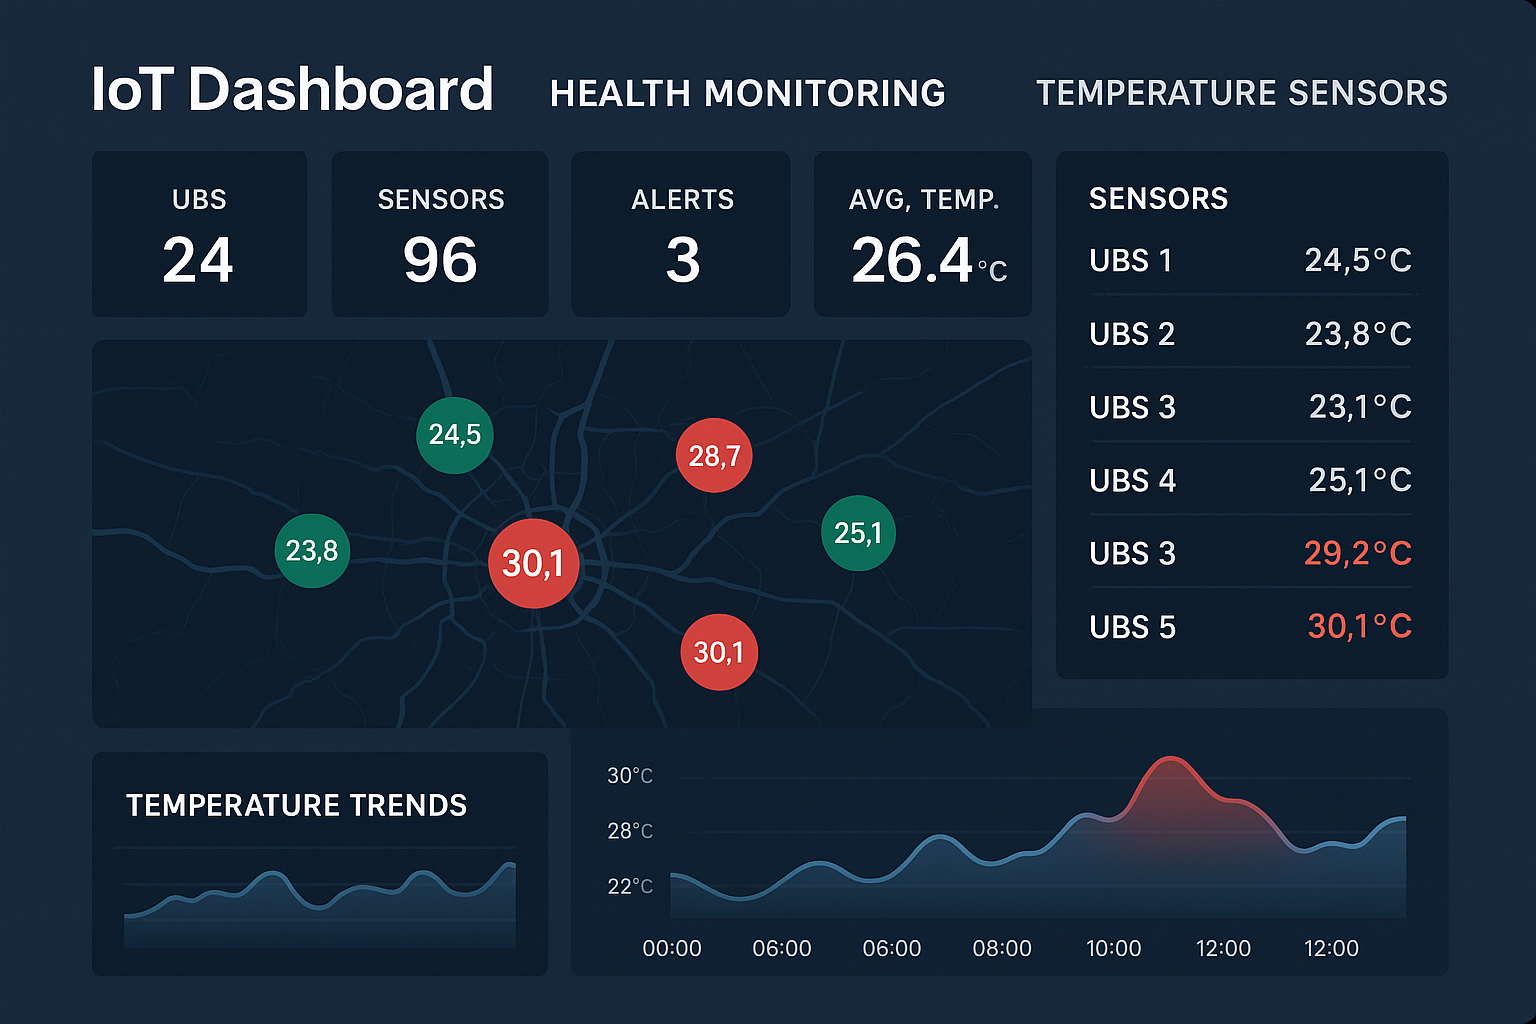 IoT Dashboard
HEALTH MONITORING
TEMPERATURE SENSORS
UBS
24
SENSORS
96
ALERTS
3
AVG, TEMP.
26.4°C
SENSORS
UBS 1 24,5°C
UBS 2 23,8°C
UBS 3 23,1°C
UBS 4 25,1°C
UBS 3 29,2°C
UBS 5 30,1°C
24,5
28,7
23,8
30,1
25,1
30,1
TEMPERATURE TRENDS
30°C
28°C
22°C
00:00 06:00 06:00 08:00 10:00 12:00 12:00